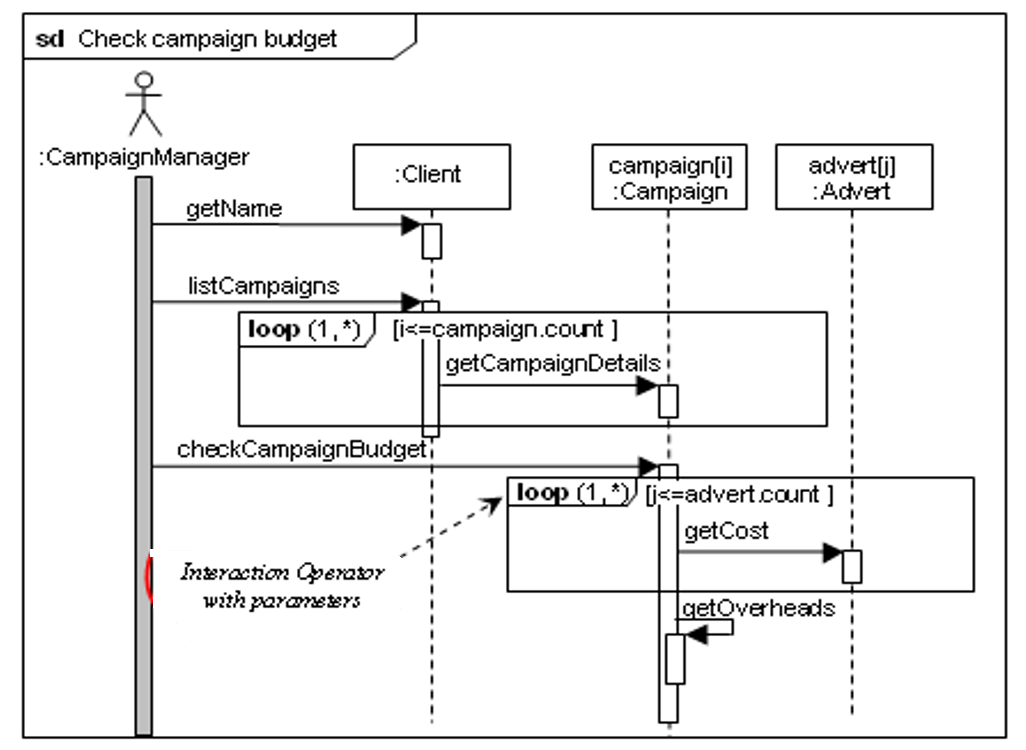 sd Check campaign budget
:CampaignManager
:Client
campaign[i]
:Campaign
advert[j]
:Advert
getName
listCampaigns
loop (1,*) [i<=campaign.count ]
getCampaignDetails
checkCampaignBudget
loop (1,*) [j<=advert.count ]
getCost
Interaction Operator
with parameters
getOverheads